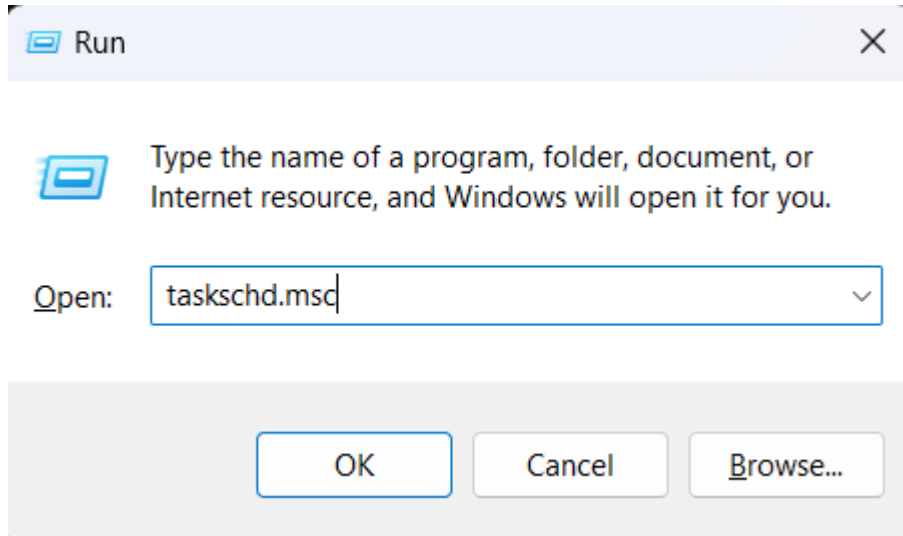 Run
Type the name of a program, folder, document, or
Internet resource, and Windows will open it for you.
Open: taskschd.msc
OK Cancel Browse...